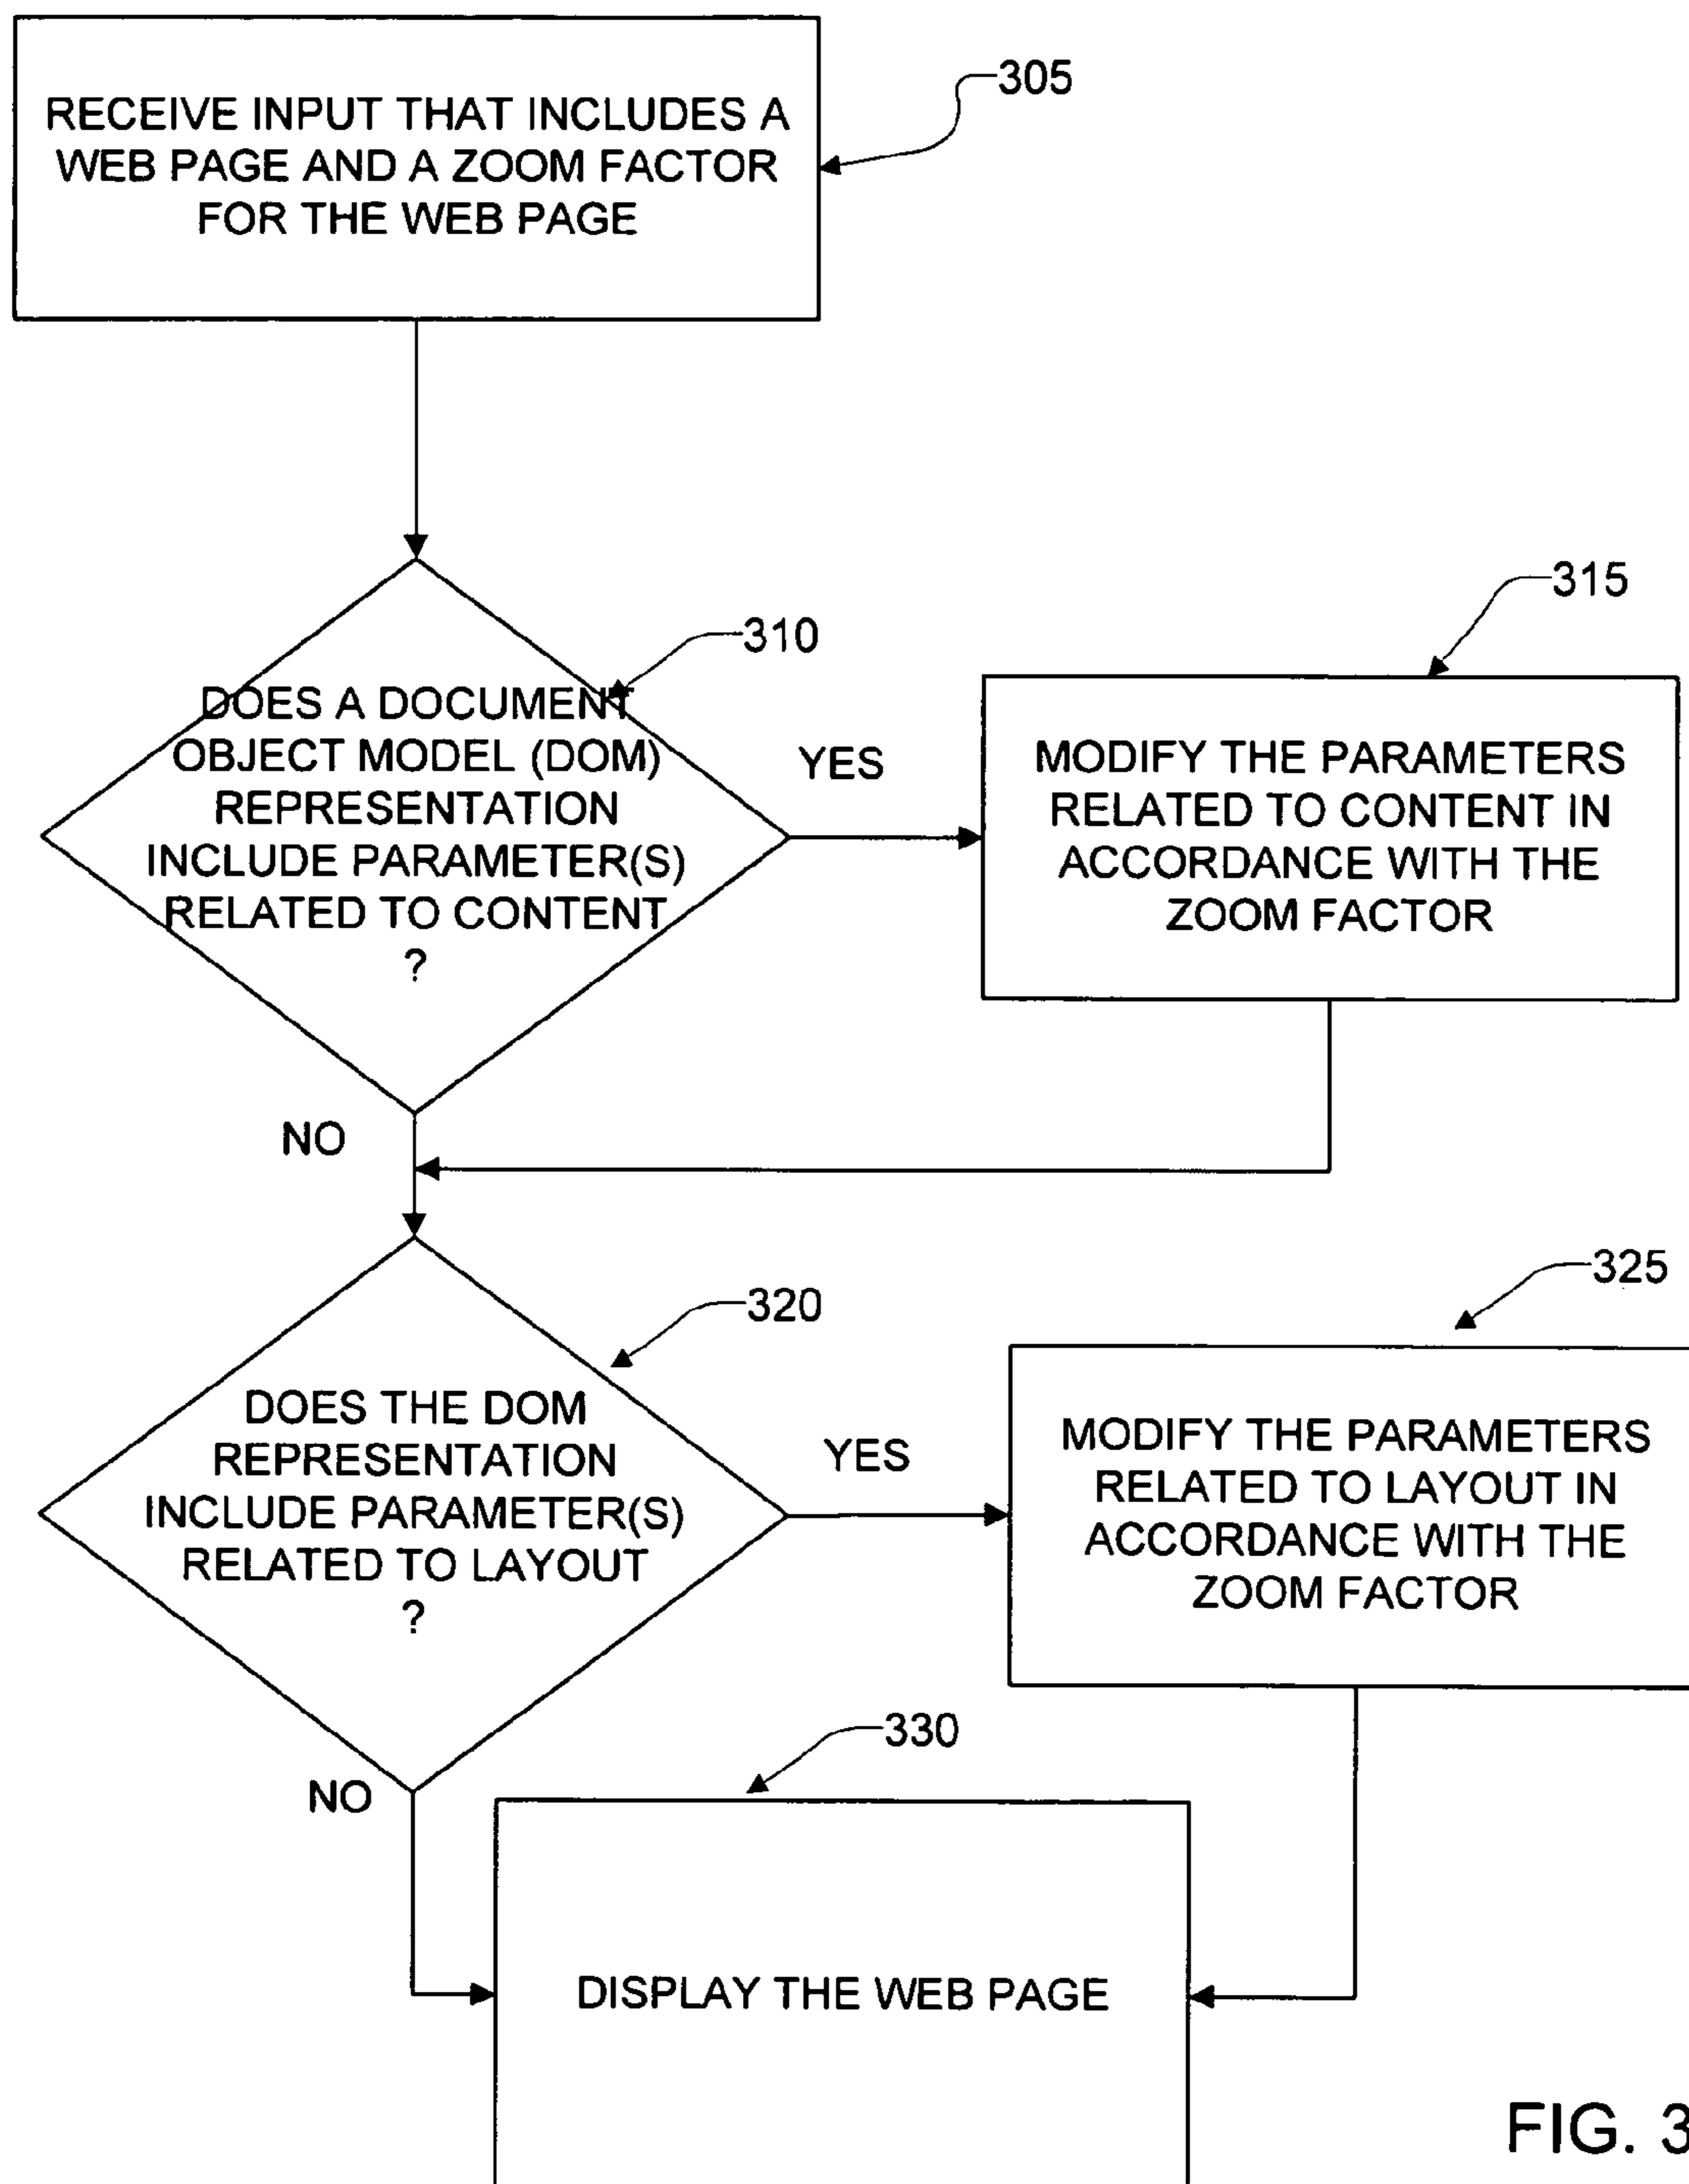 RECEIVE INPUT THAT INCLUDES A
WEB PAGE AND A ZOOM FACTOR
FOR THE WEB PAGE
305
310
DOES A DOCUMENT
OBJECT MODEL (DOM)
REPRESENTATION
INCLUDE PARAMETER(S)
RELATED TO CONTENT
?
YES
315
MODIFY THE PARAMETERS
RELATED TO CONTENT IN
ACCORDANCE WITH THE
ZOOM FACTOR
NO
320
DOES THE DOM
REPRESENTATION
INCLUDE PARAMETER(S)
RELATED TO LAYOUT
?
YES
325
MODIFY THE PARAMETERS
RELATED TO LAYOUT IN
ACCORDANCE WITH THE
ZOOM FACTOR
NO
330
DISPLAY THE WEB PAGE
FIG. 3